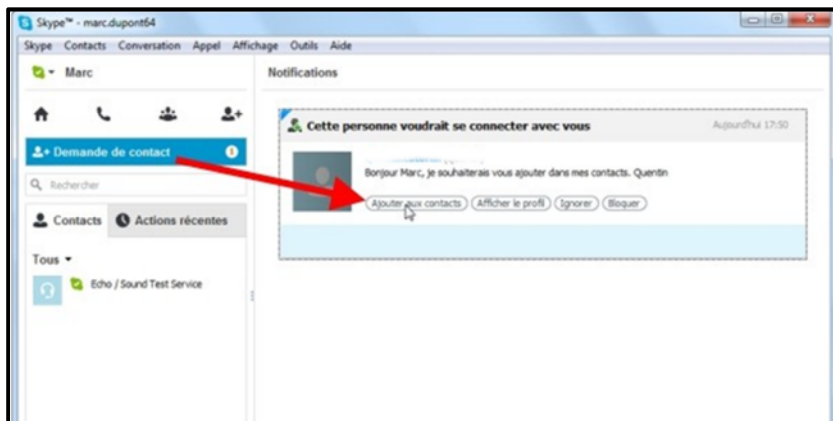 Skype™ - marc.dupont64
Skype Contacts Conversation Appel Affichage Outils Aide
Marc
Notifications
Cette personne voudrait se connecter avec vous
Aujourd'hui 17:50
Demande de contact
1
Bonjour Marc, je souhaiterais vous ajouter dans mes contacts. Quentin
Rechercher
Ajouter aux contacts Afficher le profil Ignorer Bloquer
Contacts Actions récentes
Tous
Echo / Sound Test Service